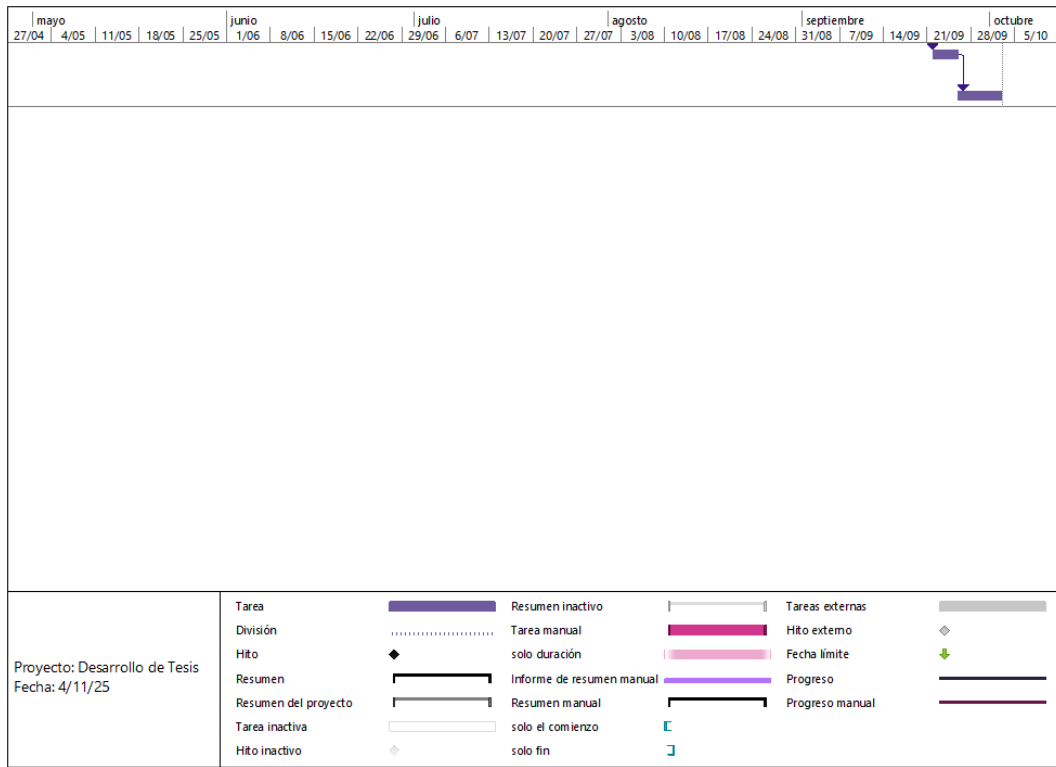 mayo junio julio agosto septiembre octubre
27/04 4/05 11/05 18/05 25/05 1/06 8/06 15/06 22/06 29/06 6/07 13/07 20/07 27/07 3/08 10/08 17/08 24/08 31/08 7/09 14/09 21/09 28/09 5/10
Proyecto: Desarrollo de Tesis
Fecha: 4/11/25
Tarea
División
Hito
Resumen
Resumen del proyecto
Tarea inactiva
Hito inactivo
Resumen inactivo
Tarea manual
solo duración
Informe de resumen manual
Resumen manual
solo el comienzo
solo fin
Tareas externas
Hito externo
Fecha límite
Progreso
Progreso manual